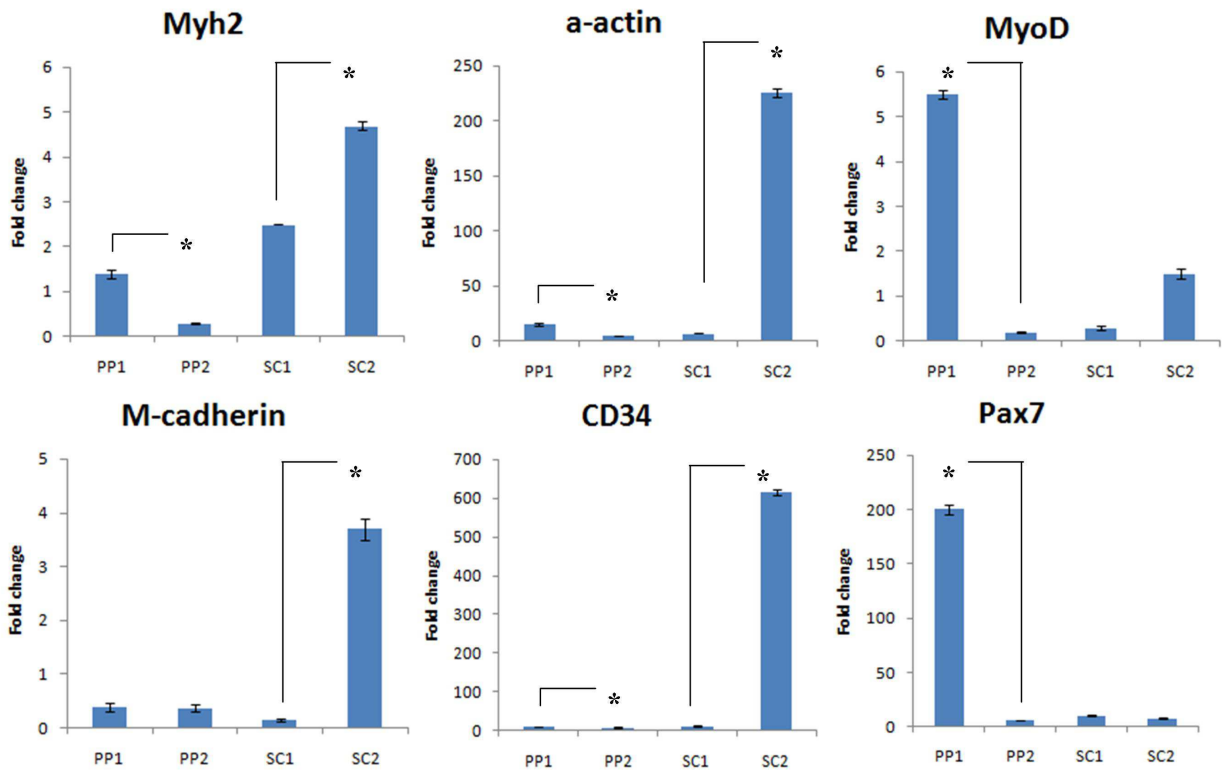 Myh2
6
5
4
3
2
1
0
Fold change
*
*
PP1 PP2 SC1 SC2
a-actin
250
200
150
100
50
0
Fold change
*
*
PP1 PP2 SC1 SC2
MyoD
6
5
4
3
2
1
0
Fold change
*
PP1 PP2 SC1 SC2
M-cadherin
5
4
3
2
1
0
Fold change
*
PP1 PP2 SC1 SC2
CD34
700
600
500
400
300
200
100
0
Fold change
*
*
PP1 PP2 SC1 SC2
Pax7
250
200
150
100
50
0
Fold change
*
PP1 PP2 SC1 SC2